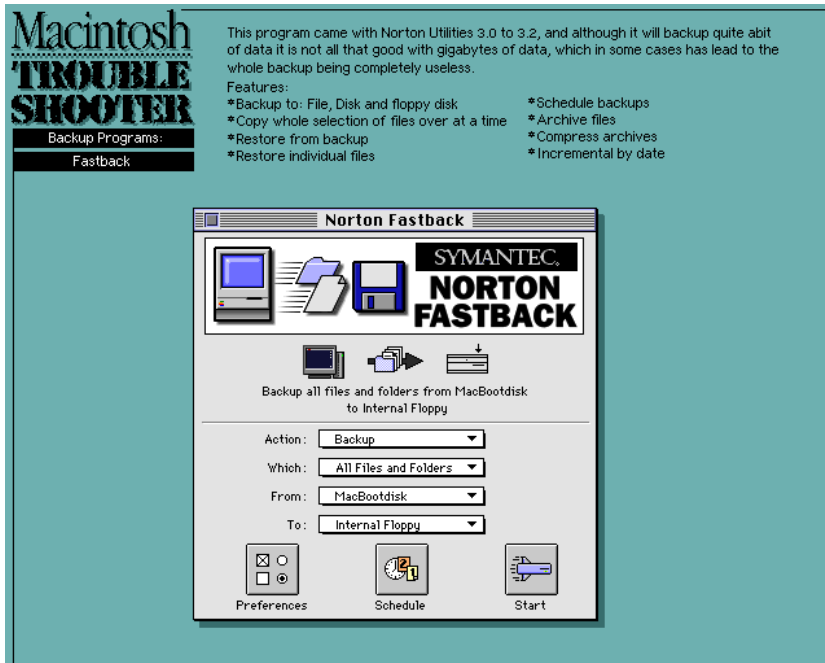 Macintosh
TROUBLE
SHOOTER
Backup Programs:
Fastback
This program came with Norton Utilities 3.0 to 3.2, and although it will backup quite abit
of data it is not all that good with gigabytes of data, which in some cases has lead to the
whole backup being completely useless.
Features:
*Backup to: File, Disk and floppy disk
*Copy whole selection of files over at a time
*Restore from backup
*Restore individual files
*Schedule backups
*Archive files
*Compress archives
*Incremental by date
Norton Fastback
SYMANTEC.
NORTON
FASTBACK
Backup all files and folders from MacBootdisk
to Internal Floppy
Action: Backup
Which: All Files and Folders
From: MacBootdisk
To: Internal Floppy
2
1
Preferences
Schedule
Start